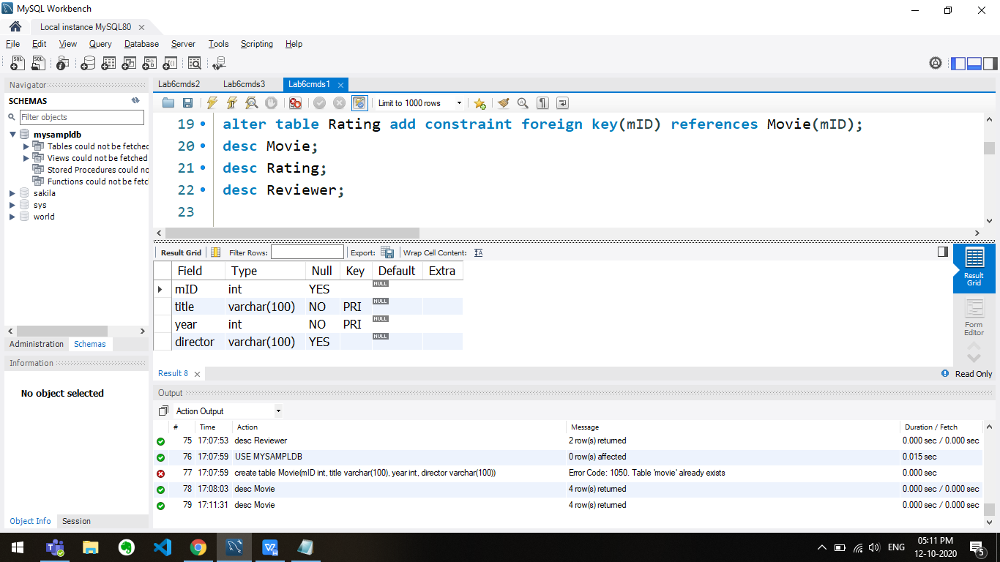 MySQL Workbench
Local instance MySQL80
File Edit View Query Database Server Tools Scripting Help
Navigator
SCHEMAS
Filter objects
mysampldb
Tables could not be fetched
Views could not be fetched
Stored Procedures could no
Functions could not be fetc
sakila
sys
world
Administration Schemas
Information
No object selected
Object Info Session
Lab6cmds2 Lab6cmds3 Lab6cmds1
Limit to 1000 rows
19 alter table Rating add constraint foreign key(mID) references Movie(mID);
20 desc Movie;
21 desc Rating;
22 desc Reviewer;
23
Result Grid Filter Rows: Export: Wrap Cell Content:
Field Type Null Key Default Extra
mID int YES NULL
title varchar(100) NO PRI NULL
year int NO PRI NULL
director varchar(100) YES NULL
Result Grid
Form Editor
Result 8
Read Only
Output
Action Output
# Time Action Message Duration / Fetch
75 17:07:53 desc Reviewer 2 row(s) returned 0.000 sec / 0.000 sec
76 17:07:59 USE MYSAMPLDB 0 row(s) affected 0.015 sec
77 17:07:59 create table Movie(mID int, title varchar(100), year int, director varchar(100)) Error Code: 1050. Table 'movie' already exists 0.000 sec
78 17:08:03 desc Movie 4 row(s) returned 0.000 sec / 0.000 sec
79 17:11:31 desc Movie 4 row(s) returned 0.000 sec / 0.000 sec
ENG
05:11 PM
12-10-2020
5